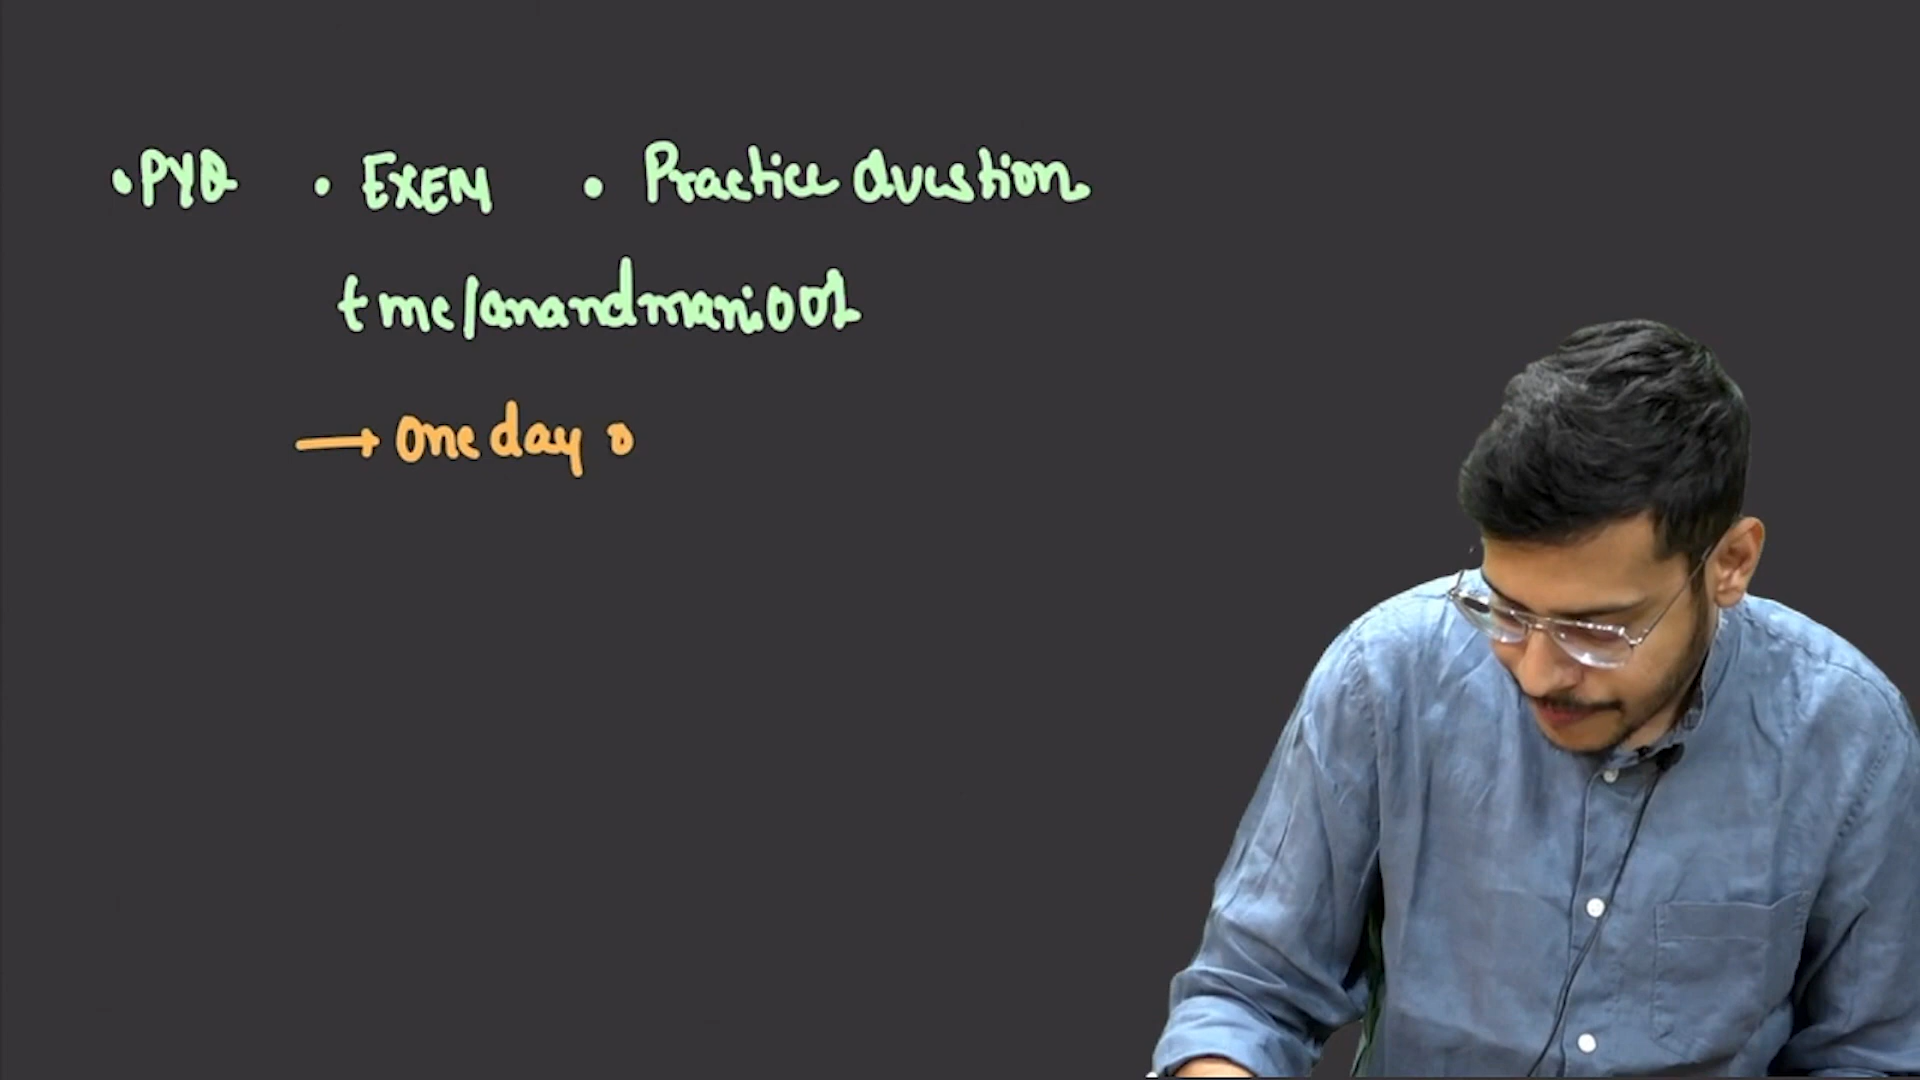 • PYQ • EXEM • Practice Question
t me/anandmani001
→ One day o